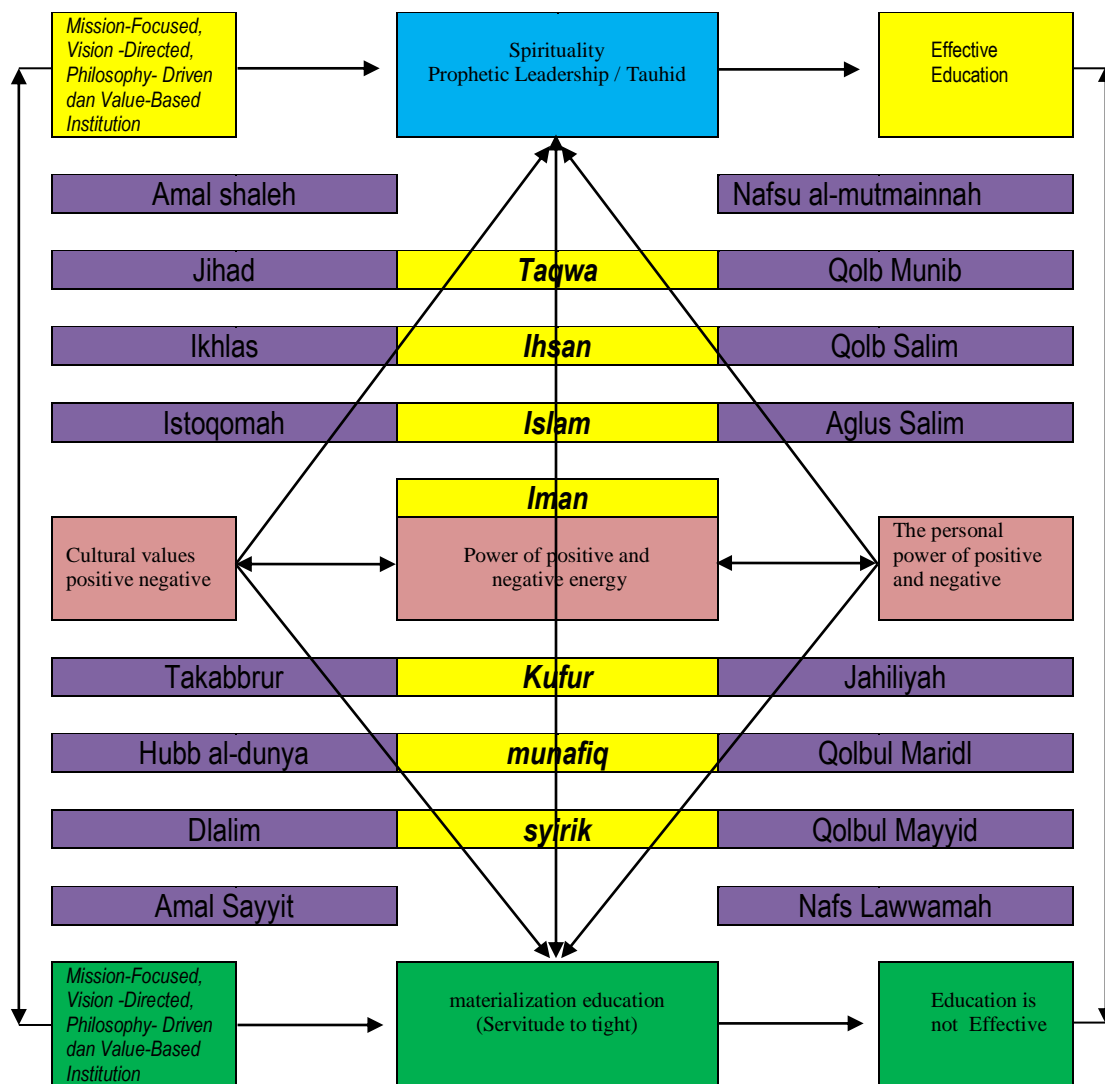 Mission-Focused,
Vision -Directed,
Philosophy- Driven
dan Value-Based
Institution
Spirituality
Prophetic Leadership / Tauhid
Effective
Education
Amal shaleh
Nafsu al-mutmainnah
Jihad
Taqwa
Qolb Munib
Ikhlas
Ihsan
Qolb Salim
Istoqomah
Islam
Aglus Salim
Iman
Cultural values
positive negative
Power of positive and
negative energy
The personal
power of positive
and negative
Takabbrur
Kufur
Jahiliyah
Hubb al-dunya
munafiq
Qolbul Maridl
Dlalim
syirik
Qolbul Mayyid
Amal Sayyit
Nafs Lawwamah
Mission-Focused,
Vision -Directed,
Philosophy- Driven
dan Value-Based
Institution
materialization education
(Servitude to tight)
Education is
not  Effective